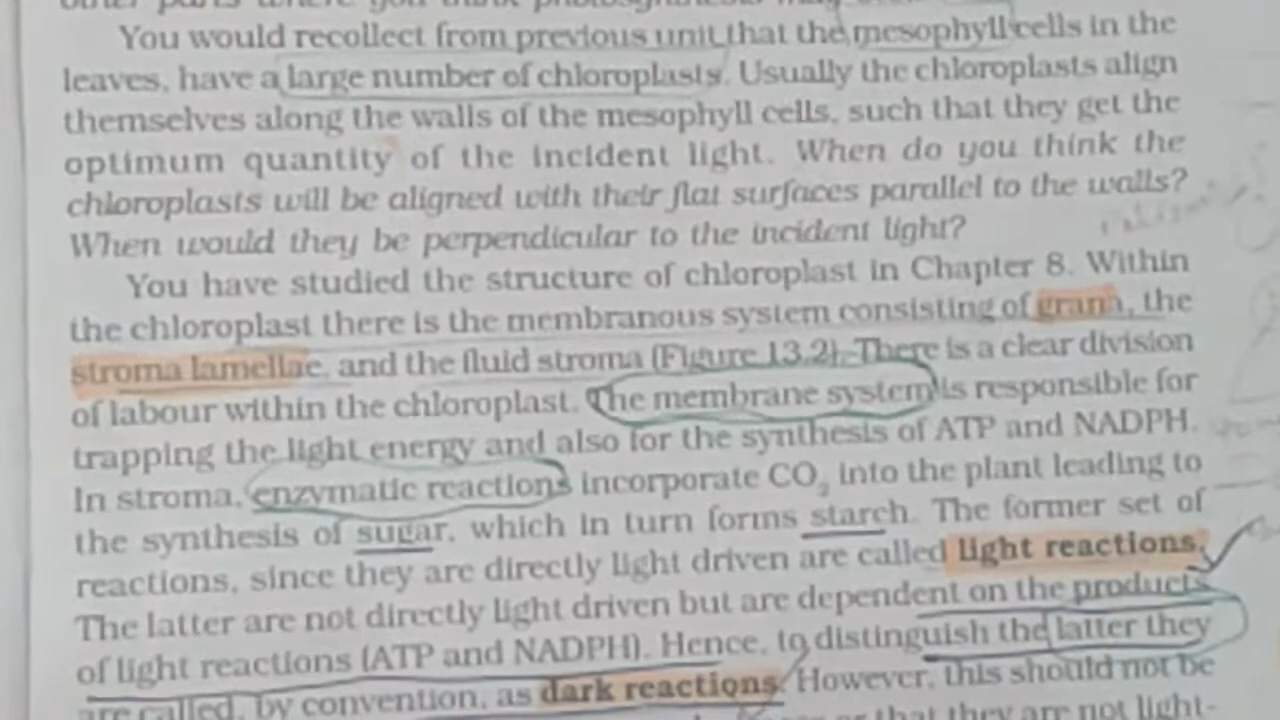 You would recollect from previous unit that the mesophyll cells in the
leaves, have a large number of chloroplasts. Usually the chloroplasts align
themselves along the walls of the mesophyll cells, such that they get the
optimum quantity of the incident light. When do you think the
chloroplasts will be aligned with their flat surfaces parallel to the walls?
When would they be perpendicular to the incident light?
You have studied the structure of chloroplast in Chapter 8. Within
the chloroplast there is the membranous system consisting of grana, the
stroma lamellae, and the fluid stroma (Figure 13.2). There is a clear division
of labour within the chloroplast. The membrane system is responsible for
trapping the light energy and also for the synthesis of ATP and NADPH.
In stroma, enzymatic reactions incorporate CO₂ into the plant leading to
the synthesis of sugar, which in turn forms starch. The former set of
reactions, since they are directly light driven are called light reactions.
The latter are not directly light driven but are dependent on the products
of light reactions (ATP and NADPH). Hence, to distinguish the latter they
are called, by convention, as dark reactions. However, this should not be
that they are not light-